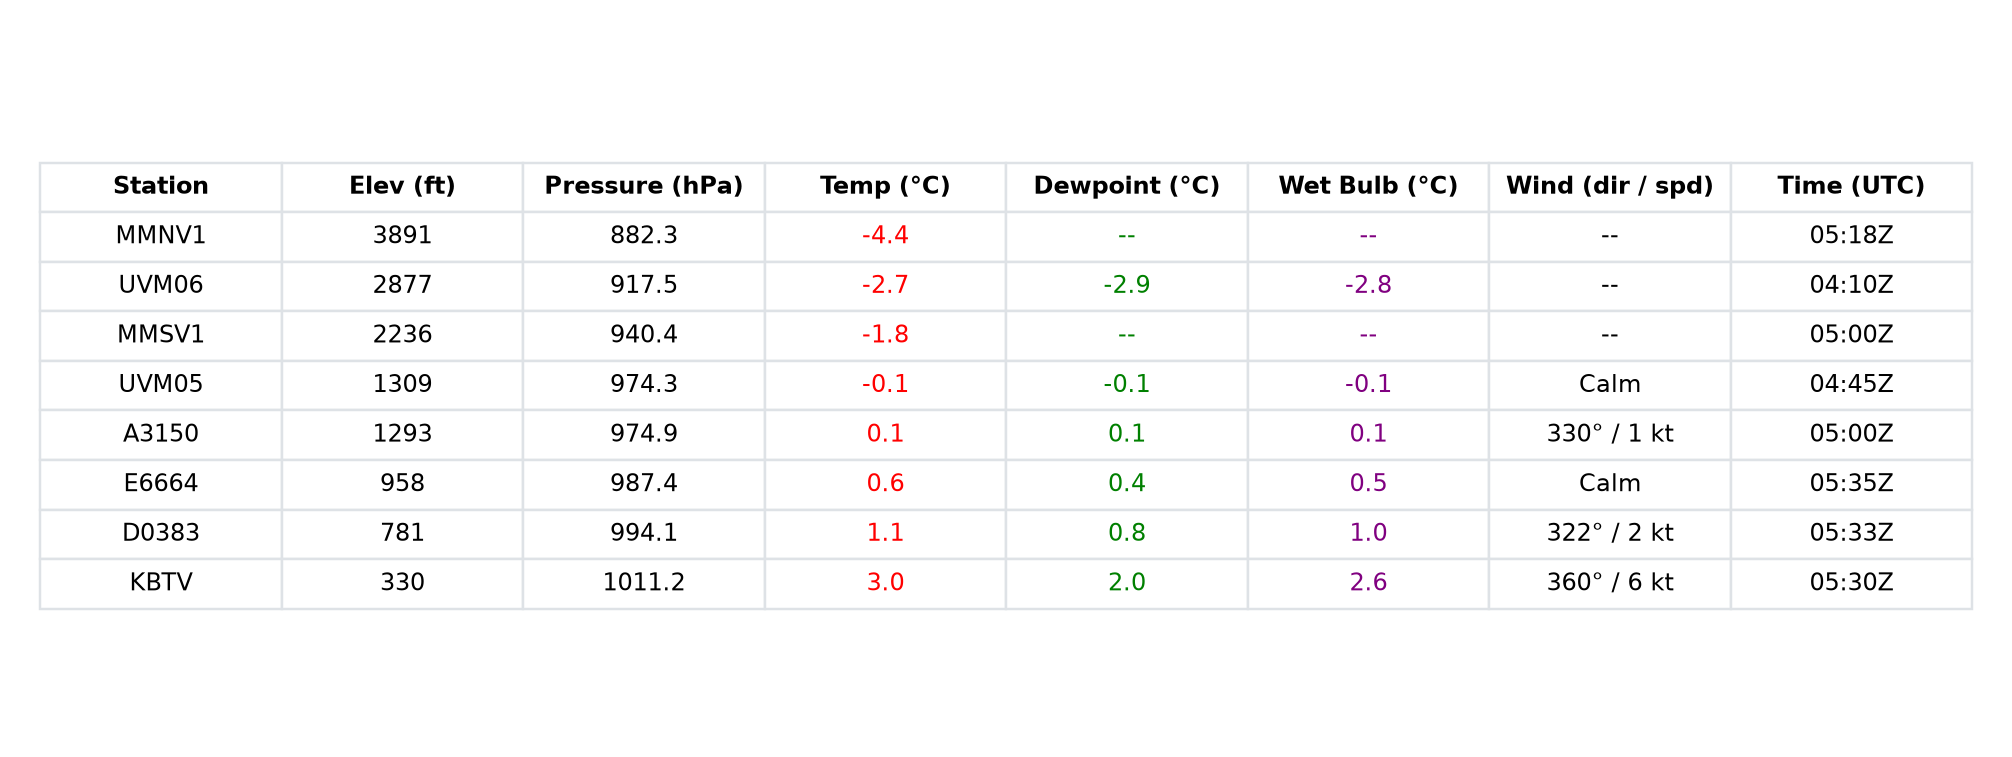 Station Elev (ft) Pressure (hPa) Temp (°C) Dewpoint (°C) Wet Bulb (°C) Wind (dir / spd) Time (UTC)
MMNV1 3891 882.3 -4.4 -- -- -- 05:18Z
UVM06 2877 917.5 -2.7 -2.9 -2.8 -- 04:10Z
MMSV1 2236 940.4 -1.8 -- -- -- 05:00Z
UVM05 1309 974.3 -0.1 -0.1 -0.1 Calm 04:45Z
A3150 1293 974.9 0.1 0.1 0.1 330° / 1 kt 05:00Z
E6664 958 987.4 0.6 0.4 0.5 Calm 05:35Z
D0383 781 994.1 1.1 0.8 1.0 322° / 2 kt 05:33Z
KBTV 330 1011.2 3.0 2.0 2.6 360° / 6 kt 05:30Z